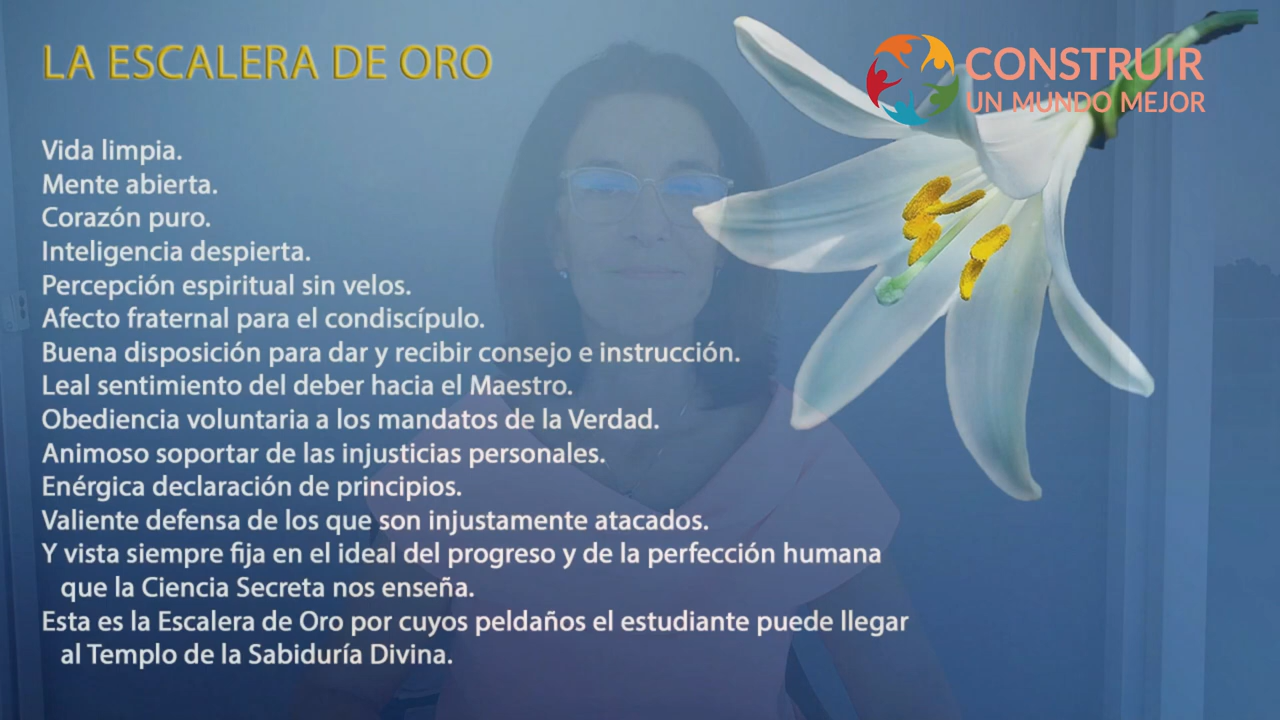 LA ESCALERA DE ORO
CONSTRUIR
UN MUNDO MEJOR
Vida limpia.
Mente abierta.
Corazón puro.
Inteligencia despierta.
Percepción espiritual sin velos.
Afecto fraternal para el condiscípulo.
Buena disposición para dar y recibir consejo e instrucción.
Leal sentimiento del deber hacia el Maestro.
Obediencia voluntaria a los mandatos de la Verdad.
Animoso soportar de las injusticias personales.
Enérgica declaración de principios.
Valiente defensa de los que son injustamente atacados.
Y vista siempre fija en el ideal del progreso y de la perfección humana
que la Ciencia Secreta nos enseña.
Esta es la Escalera de Oro por cuyos peldaños el estudiante puede llegar
al Templo de la Sabiduría Divina.